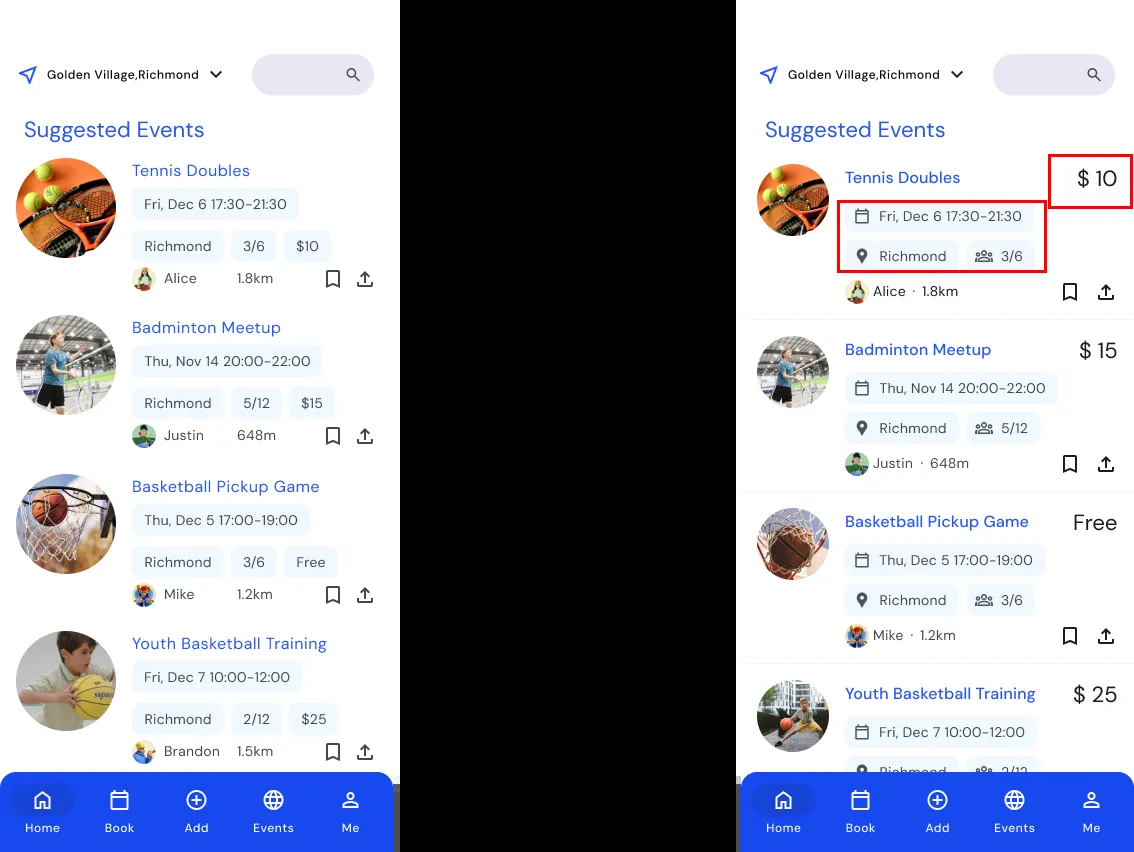 Golden Village,Richmond
Suggested Events
Tennis Doubles
Fri, Dec 6 17:30-21:30
Richmond 3/6 $10
Alice 1.8km
Badminton Meetup
Thu, Nov 14 20:00-22:00
Richmond 5/12 $15
Justin 648m
Basketball Pickup Game
Thu, Dec 5 17:00-19:00
Richmond 3/6 Free
Mike 1.2km
Youth Basketball Training
Fri, Dec 7 10:00-12:00
Richmond 2/12 $25
Brandon 1.5km
Home Book Add Events Me
Golden Village,Richmond
Suggested Events
Tennis Doubles $ 10
Fri, Dec 6 17:30-21:30
Richmond 3/6
Alice · 1.8km
Badminton Meetup $ 15
Thu, Nov 14 20:00-22:00
Richmond 5/12
Justin · 648m
Basketball Pickup Game Free
Thu, Dec 5 17:00-19:00
Richmond 3/6
Mike · 1.2km
Youth Basketball Training $ 25
Fri, Dec 7 10:00-12:00
Richmond 2/12
Home Book Add Events Me